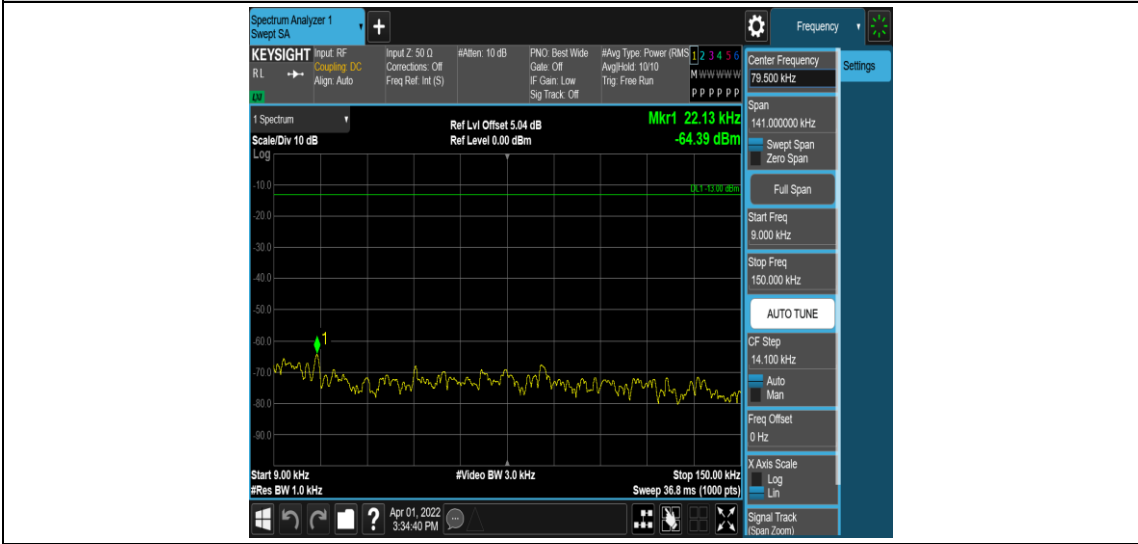 Spectrum Analyzer 1
Swept SA
+
Frequency
KEYSIGHT
RL
LXI
Input: RF
Coupling: DC
Align: Auto
Input Z: 50 Ω
Corrections: Off
Freq Ref: Int (S)
#Atten: 10 dB
PNO: Best Wide
Gate: Off
IF Gain: Low
Sig Track: Off
#Avg Type: Power (RMS
Avg|Hold: 10/10
Trig: Free Run
1 2 3 4 5 6
M W W W W W
P P P P P P
1 Spectrum
Scale/Div 10 dB
Ref Lvl Offset 5.04 dB
Ref Level 0.00 dBm
Mkr1 22.13 kHz
-64.39 dBm
Log
DL1 -13.00 dBm
-10.0
-20.0
-30.0
-40.0
-50.0
-60.0
-70.0
-80.0
-90.0
1
Start 9.00 kHz
#Res BW 1.0 kHz
#Video BW 3.0 kHz
Stop 150.00 kHz
Sweep 36.8 ms (1000 pts)
?
Apr 01, 2022
3:34:40 PM
Center Frequency
79.500 kHz
Settings
Span
141.000000 kHz
Swept Span
Zero Span
Full Span
Start Freq
9.000 kHz
Stop Freq
150.000 kHz
AUTO TUNE
CF Step
14.100 kHz
Auto
Man
Freq Offset
0 Hz
X Axis Scale
Log
Lin
Signal Track
(Span Zoom)